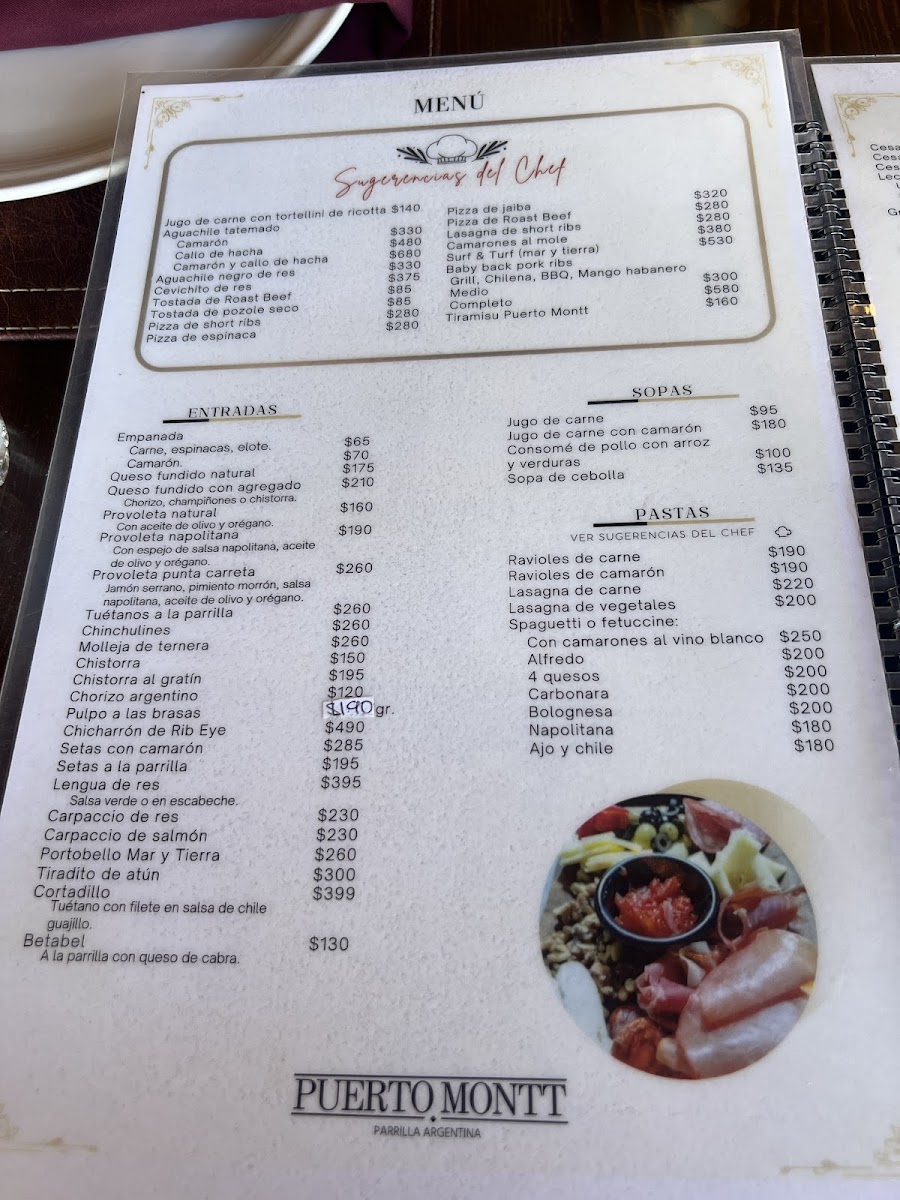 MENÚ
Sugerencias del Chef
Jugo de carne con tortellini de ricotta $140
Aguachile tatemado
Camarón $330
Callo de hacha $480
Camarón y callo de hacha $680
Aguachile negro de res $330
Cevichito de res $375
Tostada de Roast Beef $85
Tostada de pozole seco $85
Pizza de short ribs $280
Pizza de espinaca $280
Pizza de jaiba $320
Pizza de Roast Beef $280
Lasagna de short ribs $280
Camarones al mole $380
Surf & Turf (mar y tierra) $530
Baby back pork ribs
Grill, Chilena, BBQ, Mango habanero
Medio $300
Completo $580
Tiramisu Puerto Montt $160
ENTRADAS
Empanada
Carne, espinacas, elote. $65
Camarón. $70
Queso fundido natural $175
Queso fundido con agregado $210
Chorizo, champiñones o chistorra.
Provoleta natural $160
Con aceite de olivo y orégano.
Provoleta napolitana $190
Con espejo de salsa napolitana, aceite
de olivo y orégano.
Provoleta punta carreta $260
Jamón serrano, pimiento morrón, salsa
napolitana, aceite de olivo y orégano.
Tuétanos a la parrilla $260
Chinchulines $260
Molleja de ternera $260
Chistorra $150
Chistorra al gratín $195
Chorizo argentino $120
Pulpo a las brasas $190 gr.
Chicharrón de Rib Eye $490
Setas con camarón $285
Setas a la parrilla $195
Lengua de res $395
Salsa verde o en escabeche.
Carpaccio de res $230
Carpaccio de salmón $230
Portobello Mar y Tierra $260
Tiradito de atún $300
Cortadillo $399
Tuétano con filete en salsa de chile
guajillo.
Betabel $130
A la parrilla con queso de cabra.
SOPAS
Jugo de carne $95
Jugo de carne con camarón $180
Consomé de pollo con arroz
y verduras $100
Sopa de cebolla $135
PASTAS
VER SUGERENCIAS DEL CHEF
Ravioles de carne $190
Ravioles de camarón $190
Lasagna de carne $220
Lasagna de vegetales $200
Spaguetti o fetuccine:
Con camarones al vino blanco $250
Alfredo $200
4 quesos $200
Carbonara $200
Bolognesa $200
Napolitana $180
Ajo y chile $180
PUERTO MONTT
PARRILLA ARGENTINA